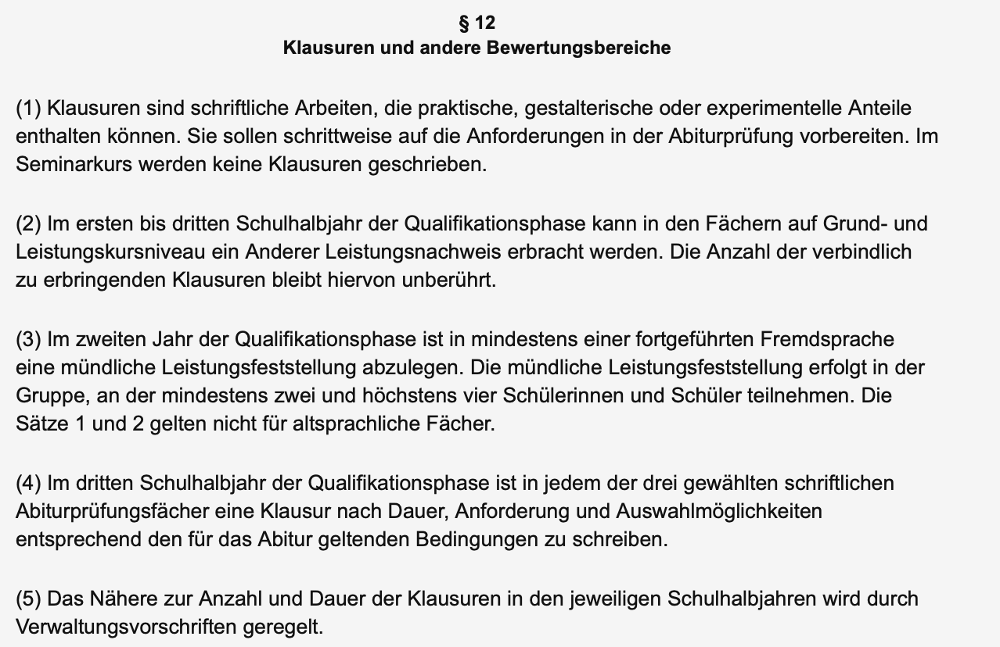 § 12
Klausuren und andere Bewertungsbereiche
(1) Klausuren sind schriftliche Arbeiten, die praktische, gestalterische oder experimentelle Anteile
enthalten können. Sie sollen schrittweise auf die Anforderungen in der Abiturprüfung vorbereiten. Im
Seminarkurs werden keine Klausuren geschrieben.
(2) Im ersten bis dritten Schulhalbjahr der Qualifikationsphase kann in den Fächern auf Grund- und
Leistungskursniveau ein Anderer Leistungsnachweis erbracht werden. Die Anzahl der verbindlich
zu erbringenden Klausuren bleibt hiervon unberührt.
(3) Im zweiten Jahr der Qualifikationsphase ist in mindestens einer fortgeführten Fremdsprache
eine mündliche Leistungsfeststellung abzulegen. Die mündliche Leistungsfeststellung erfolgt in der
Gruppe, an der mindestens zwei und höchstens vier Schülerinnen und Schüler teilnehmen. Die
Sätze 1 und 2 gelten nicht für altsprachliche Fächer.
(4) Im dritten Schulhalbjahr der Qualifikationsphase ist in jedem der drei gewählten schriftlichen
Abiturprüfungsfächer eine Klausur nach Dauer, Anforderung und Auswahlmöglichkeiten
entsprechend den für das Abitur geltenden Bedingungen zu schreiben.
(5) Das Nähere zur Anzahl und Dauer der Klausuren in den jeweiligen Schulhalbjahren wird durch
Verwaltungsvorschriften geregelt.